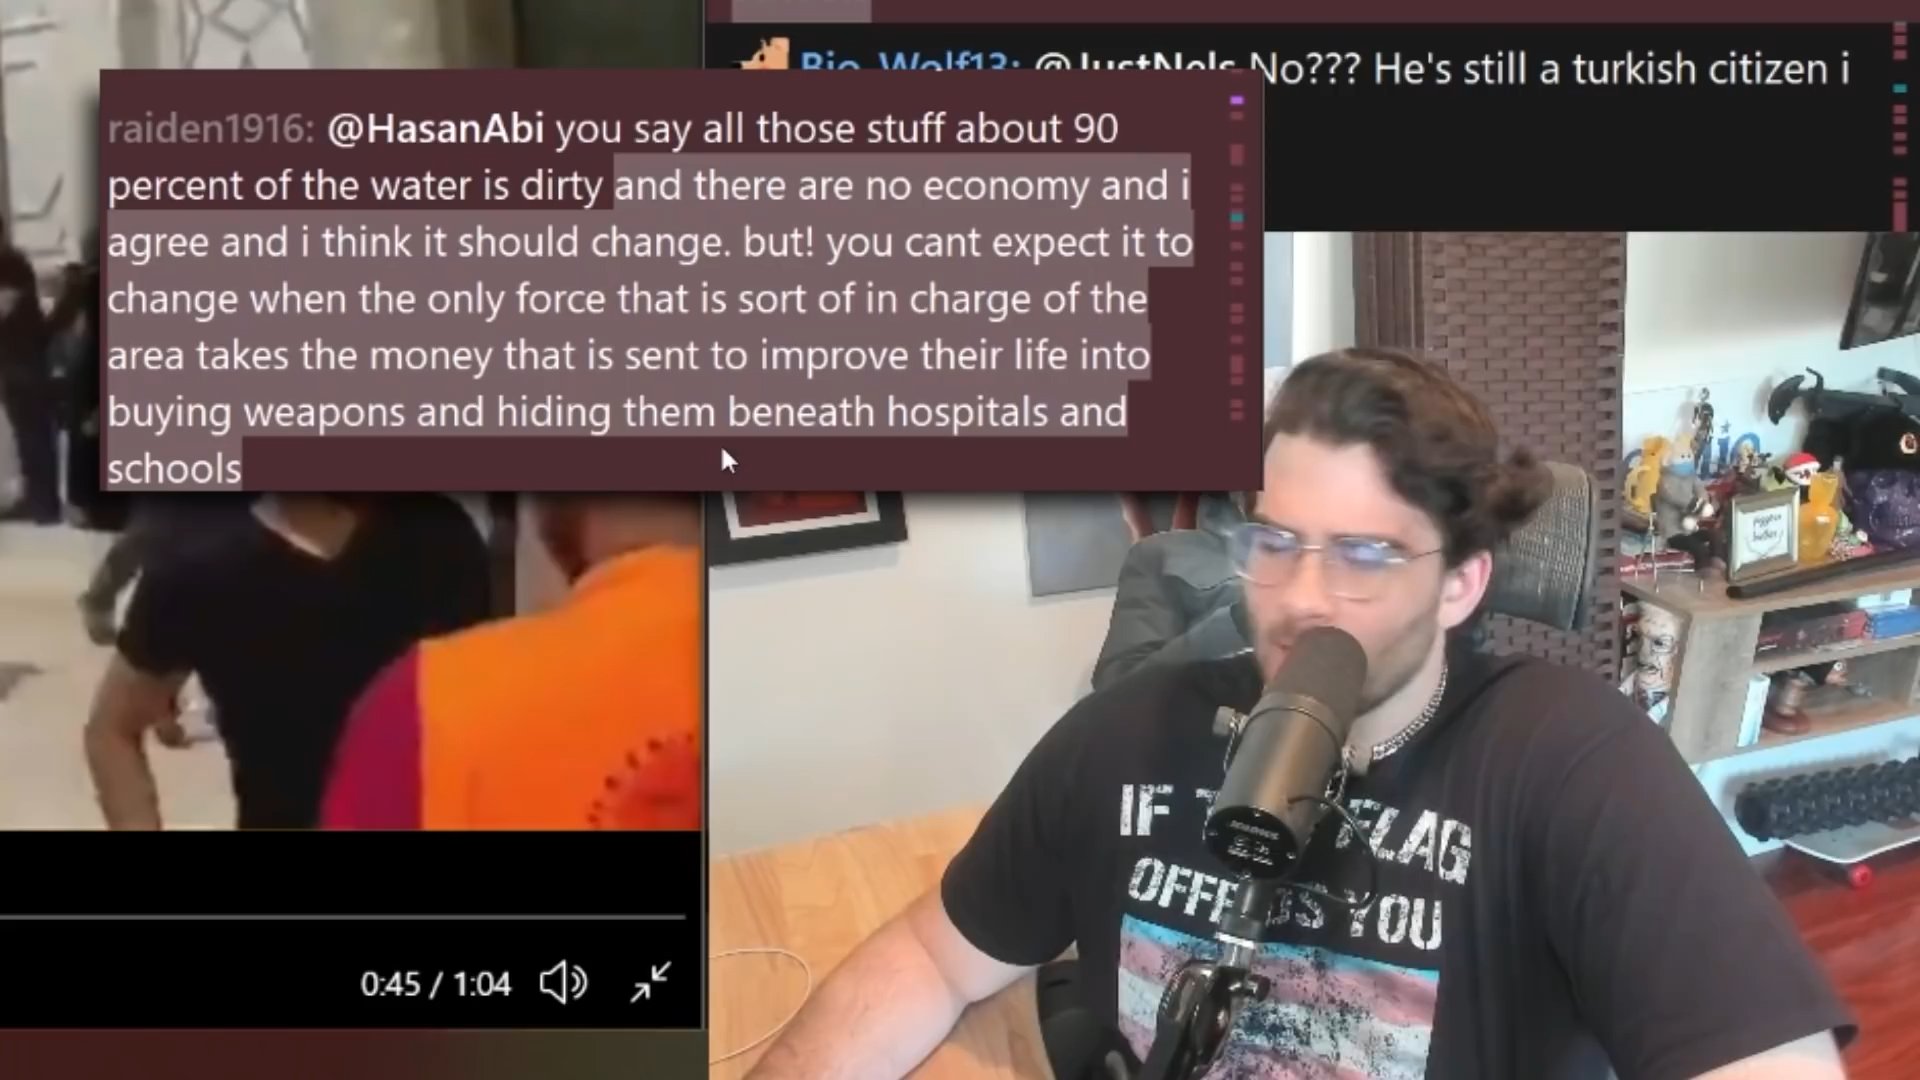 Bio_Wolf13: @JustNels No??? He's still a turkish citizen i
raiden1916: @HasanAbi you say all those stuff about 90
percent of the water is dirty and there are no economy and i
agree and i think it should change. but! you cant expect it to
change when the only force that is sort of in charge of the
area takes the money that is sent to improve their life into
buying weapons and hiding them beneath hospitals and
schools
IF FLAG
YOU
0:45 / 1:04